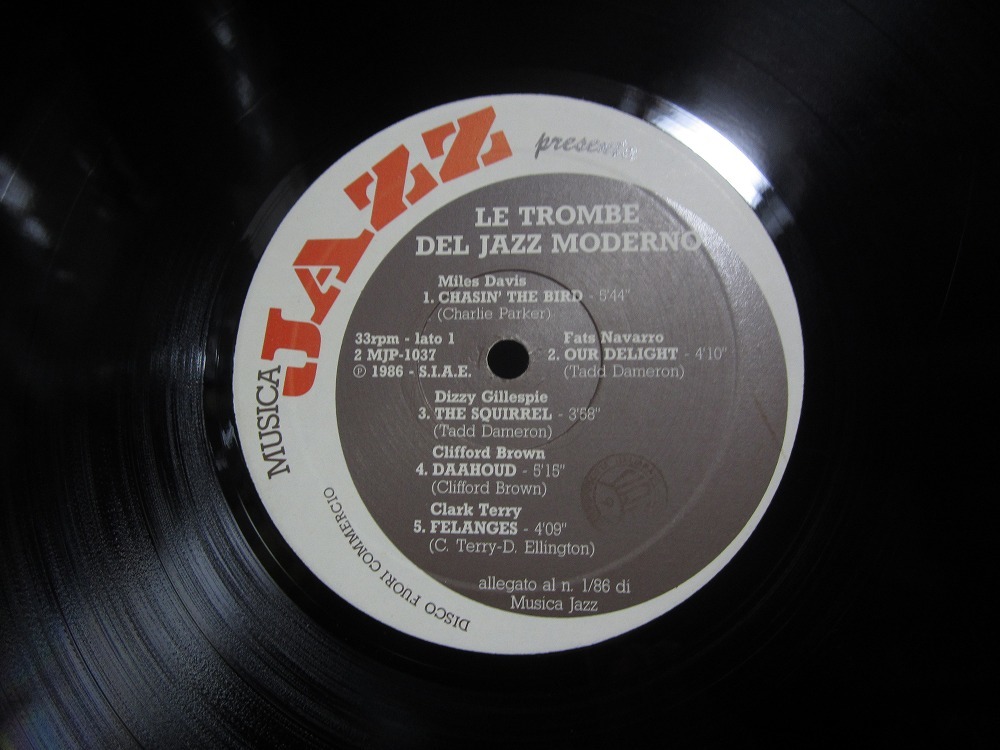 MUSICA
JAZZ
presenta
LE TROMBE
DEL JAZZ MODERNO
Miles Davis
1. CHASIN' THE BIRD - 5'44"
(Charlie Parker)
33rpm - lato 1
2 MJP-1037
℗ 1986 - S.I.A.E.
Fats Navarro
2. OUR DELIGHT - 4'10"
(Tadd Dameron)
Dizzy Gillespie
3. THE SQUIRREL - 3'58"
(Tadd Dameron)
Clifford Brown
4. DAAHOUD - 5'15"
(Clifford Brown)
Clark Terry
5. FELANGES - 4'09"
(C. Terry-D. Ellington)
allegato al n. 1/86 di
Musica Jazz
DISCO FUORI COMMERCIO